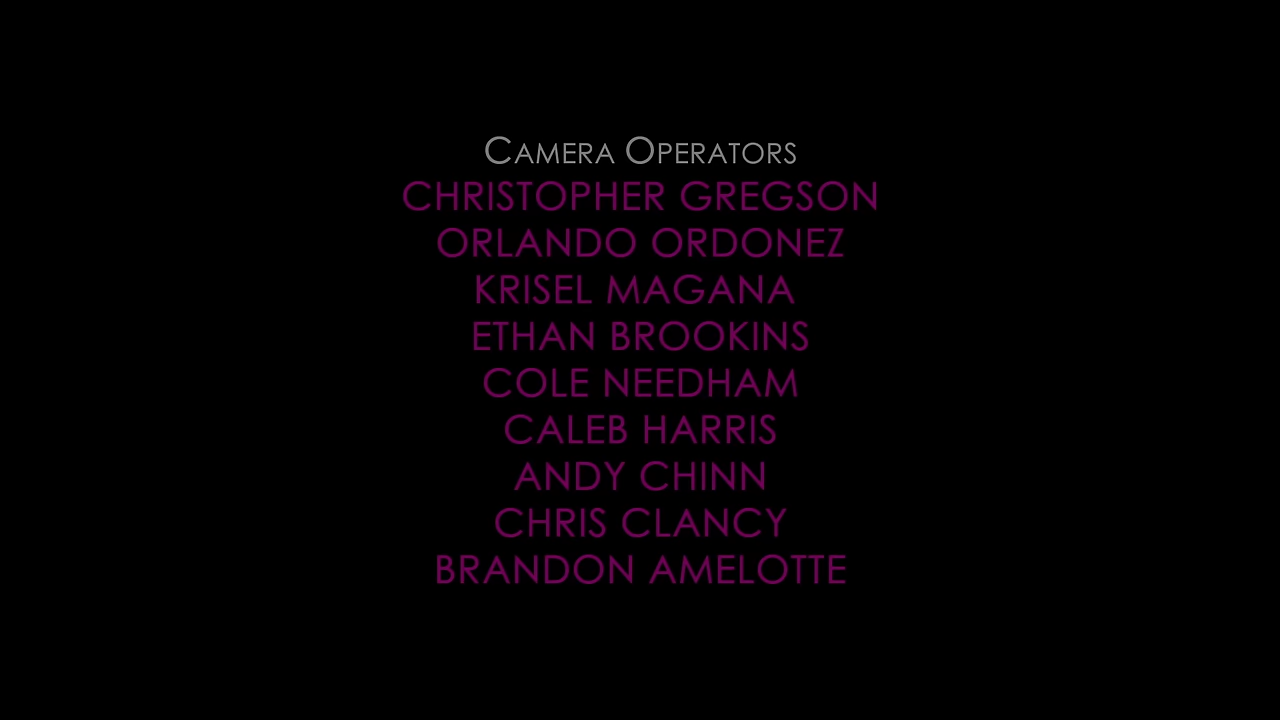 Camera Operators
CHRISTOPHER GREGSON
ORLANDO ORDONEZ
KRISEL MAGANA
ETHAN BROOKINS
COLE NEEDHAM
CALEB HARRIS
ANDY CHINN
CHRIS CLANCY
BRANDON AMELOTTE